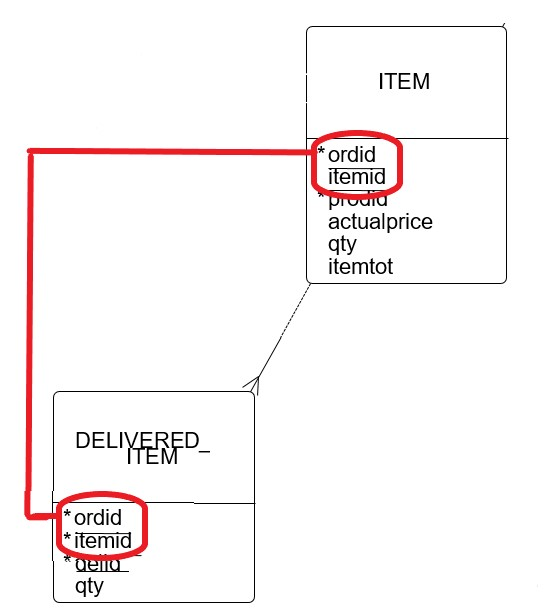 ITEM
* ordid
itemid
* prodid
actualprice
qty
itemtot
DELIVERED_
ITEM
* ordid
* itemid
* delid
qty